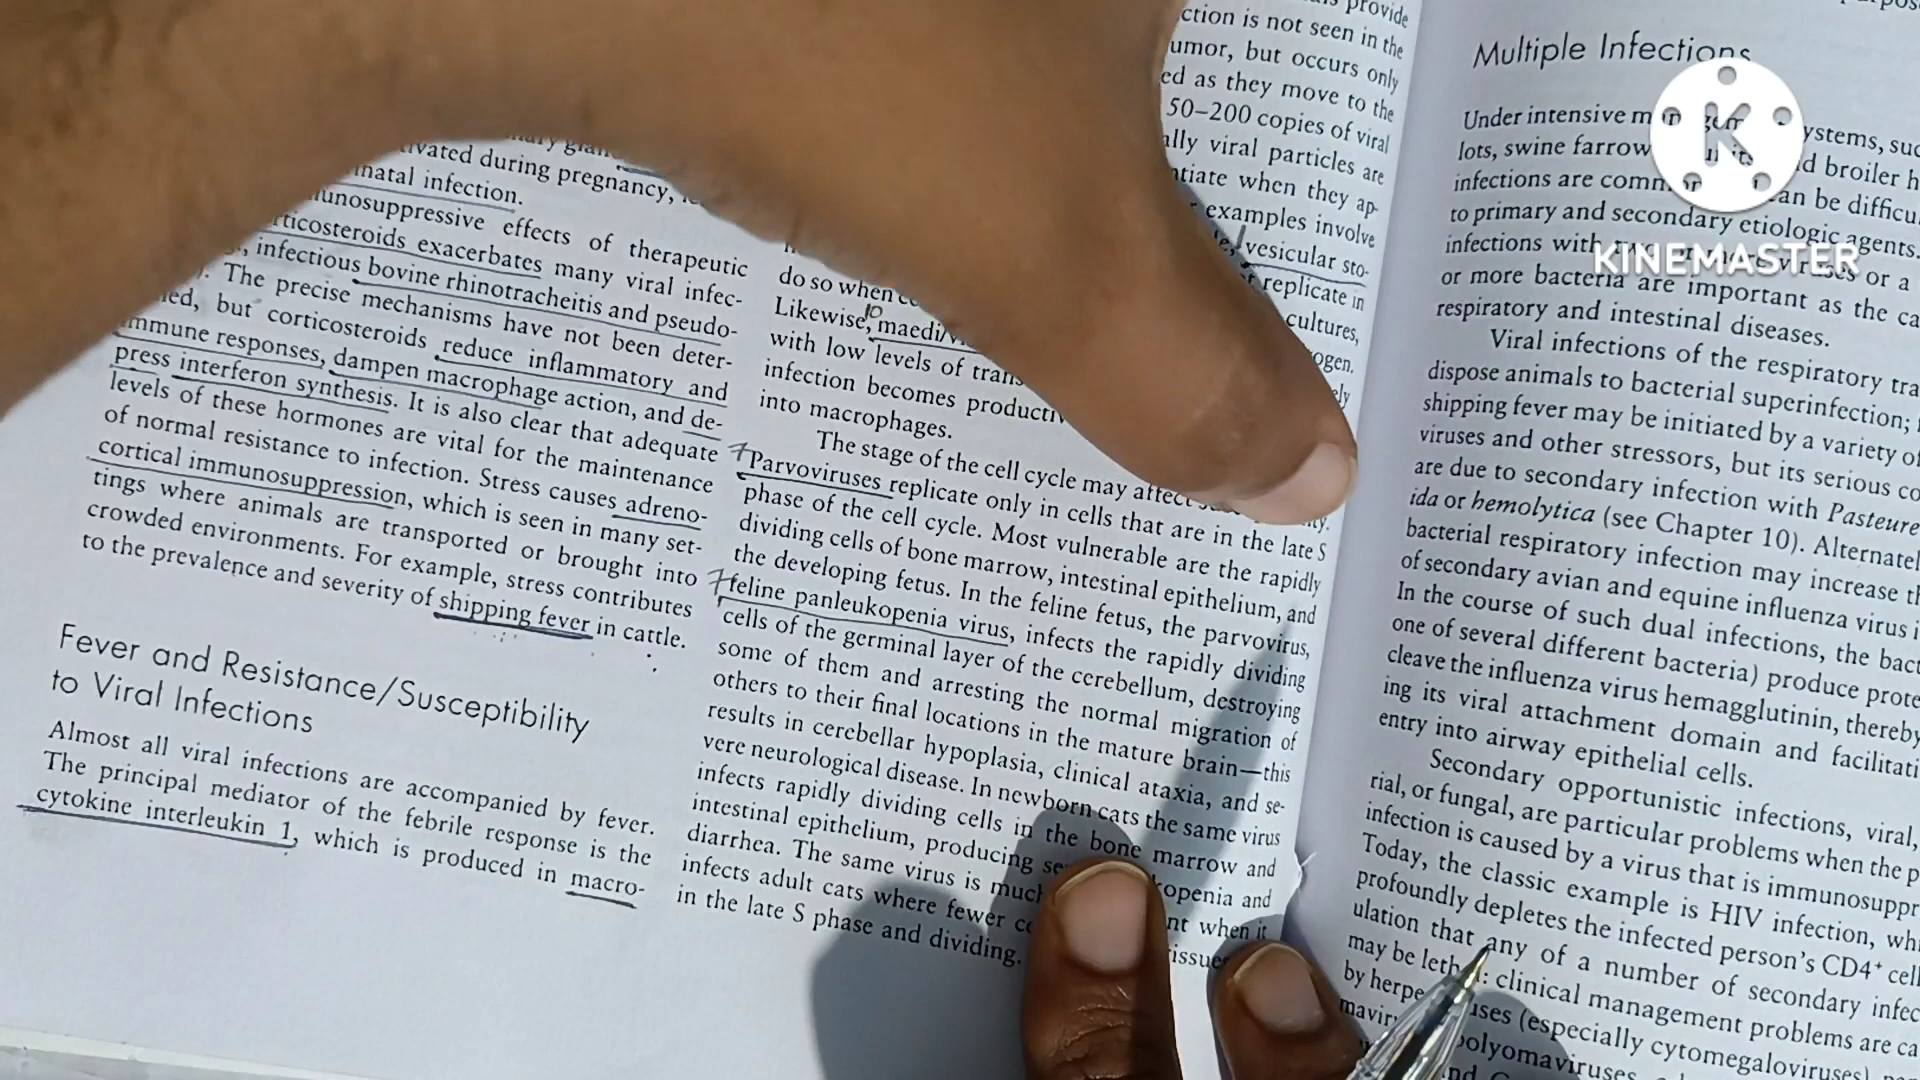 ivated during pregnancy,
natal infection.
effects of therapeutic
exacerbates many viral infec-
infectious bovine rhinotracheitis and pseudo-
The precise mechanisms have not been deter-
but corticosteroids reduce inflammatory and
immune responses, dampen macrophage action, and de-
press interferon synthesis. It is also clear that adequate
levels of these hormones are vital for the maintenance
of normal resistance to infection. Stress causes adreno-
cortical immunosuppression, which is seen in many set-
tings where animals are transported or brought into
crowded environments. For example, stress contributes
to the prevalence and severity of shipping fever in cattle.
Fever and Resistance/Susceptibility
to Viral Infections
Almost all viral infections are accompanied by fever.
The principal mediator of the febrile response is the
cytokine interleukin 1, which is produced in macro-
provide
ction is not seen in the
umor, but occurs only
ed as they move to the
50–200 copies of viral
ally viral particles are
ntiate when they ap-
examples involve
vesicular sto-
replicate in
cultures,
ogen.
do so when
Likewise, maedi/
with low levels of
infection becomes
into macrophages.
The stage of the cell cycle may affect
Parvoviruses replicate only in cells that are in the late S
phase of the cell cycle. Most vulnerable are the rapidly
dividing cells of bone marrow, intestinal epithelium, and
the developing fetus. In the feline fetus, the parvovirus,
feline panleukopenia virus, infects the rapidly dividing
cells of the germinal layer of the cerebellum, destroying
some of them and arresting the normal migration of
others to their final locations in the mature brain—this
results in cerebellar hypoplasia, clinical ataxia, and se-
vere neurological disease. In newborn cats the same virus
infects rapidly dividing cells in the bone marrow and
intestinal epithelium, producing kopenia and
diarrhea. The same virus is much nt when it
infects adult cats where fewer issue
in the late S phase and dividing.
Multiple Infections
Under intensive ystems, suc
lots, swine farrow d broiler h
infections are common an be difficu
to primary and secondary etiologic agents.
infections with two or more viruses or a
or more bacteria are important as the ca
respiratory and intestinal diseases.
Viral infections of the respiratory tra
dispose animals to bacterial superinfection;
shipping fever may be initiated by a variety of
viruses and other stressors, but its serious co
are due to secondary infection with Pasteure
ida or hemolytica (see Chapter 10). Alternatel
bacterial respiratory infection may increase th
of secondary avian and equine influenza virus i
In the course of such dual infections, the bact
one of several different bacteria) produce prote
cleave the influenza virus hemagglutinin, thereby
ing its viral attachment domain and facilitati
entry into airway epithelial cells.
Secondary opportunistic infections, viral,
rial, or fungal, are particular problems when the p
infection is caused by a virus that is immunosuppr
Today, the classic example is HIV infection, whi
profoundly depletes the infected person's CD4+ cell
ulation that any of a number of secondary infec
may be leth : clinical management problems are ca
by herpe uses (especially cytomegaloviruses)
mavir polyomaviruses
KINEMASTER